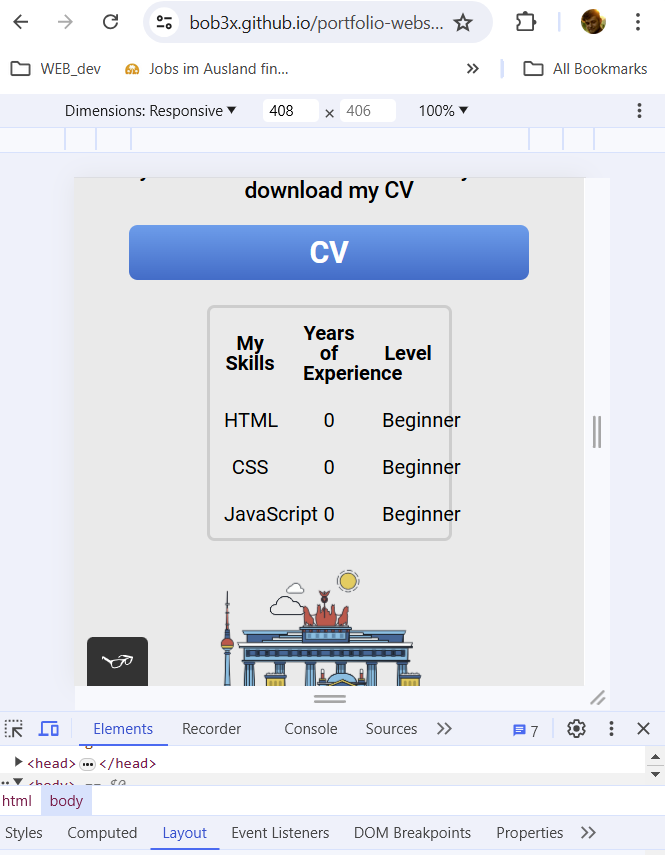 bob3x.github.io/portfolio-webs...
WEB_dev
Jobs im Ausland fin...
All Bookmarks
Dimensions: Responsive
408 × 406
100%
download my CV
CV
My Skills
Years of Experience
Level
HTML 0 Beginner
CSS 0 Beginner
JavaScript 0 Beginner
Elements Recorder Console Sources 7
<head> ••• </head>
<body> == $0
html body
Styles Computed Layout Event Listeners DOM Breakpoints Properties